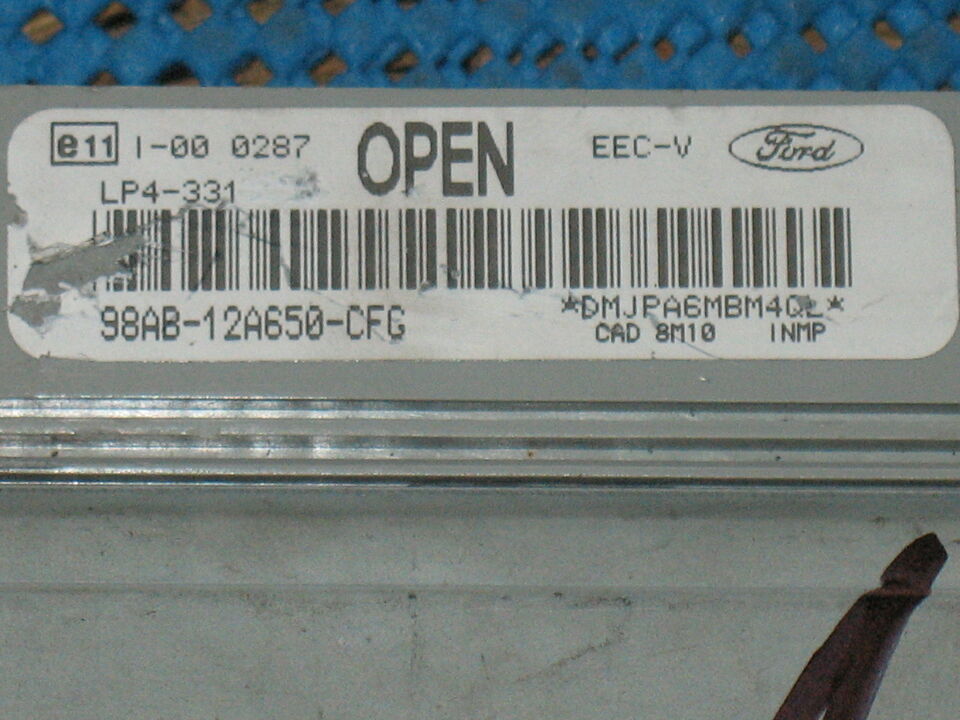 e11 I-00 0287 OPEN EEC-V Ford
LP4-331
98AB-12A650-CFG *DMJPA6MBM4QL*
CAD 8M10 INMP